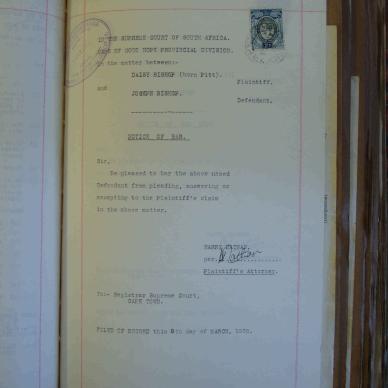 IN THE SUPREME COURT OF SOUTH AFRICA.
CAPE OF GOOD HOPE PROVINCIAL DIVISION.
In the matter between:-
DAISY BISHOP (born Pitt).
Plaintiff.
and
JOSEPH BISHOP.
Defendant.
NOTICE OF BAR.
Sir,
Be pleased to bar the above named
Defendant from pleading, answering or
excepting to the Plaintiff's claim
in the above matter.
HARRY
per.
Plaintiff's Attorney.
To:- Registrar Supreme Court,
CAPE TOWN.
FILED OF RECORD this 8th day of MARCH,